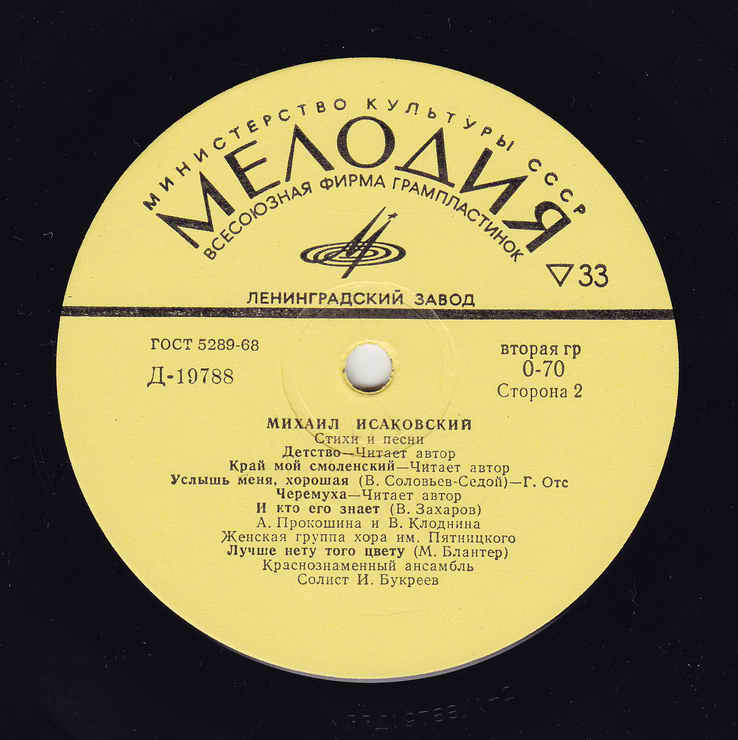 МИНИСТЕРСТВО КУЛЬТУРЫ СССР
МЕЛОДИЯ
ВСЕСОЮЗНАЯ ФИРМА ГРАМПЛАСТИНОК
▽ 33
ЛЕНИНГРАДСКИЙ ЗАВОД
ГОСТ 5289-68
Д-19788
вторая гр
0-70
Сторона 2
МИХАИЛ ИСАКОВСКИЙ
Стихи и песни
Детство—Читает автор
Край мой смоленский—Читает автор
Услышь меня, хорошая (В. Соловьев-Седой)—Г. Отс
Черемуха—Читает автор
И кто его знает (В. Захаров)
А. Прокошина и В. Клоднина
Женская группа хора им. Пятницкого
Лучше нету того цвету (М. Блантер)
Краснознаменный ансамбль
Солист И. Букреев